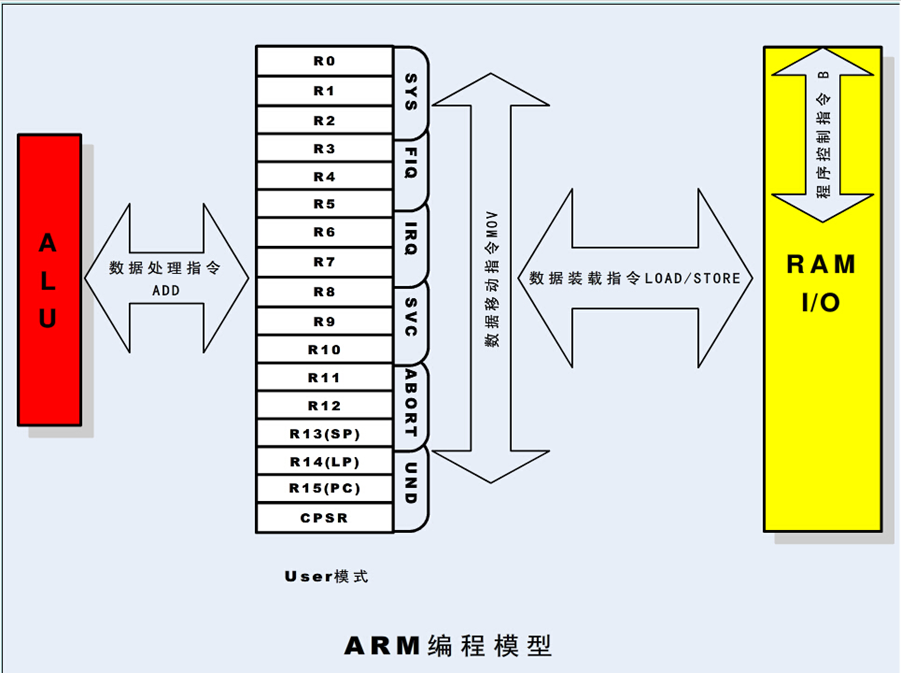 ALU
数据处理指令
ADD
R0
R1
R2
R3
R4
R5
R6
R7
R8
R9
R10
R11
R12
R13(SP)
R14(LP)
R15(PC)
CPSR
SYS
FIQ
IRQ
SVC
ABORT
UND
数据移动指令MOV
数据装载指令LOAD/STORE
程序控制指令 B
RAM
I/O
User模式
ARM编程模型